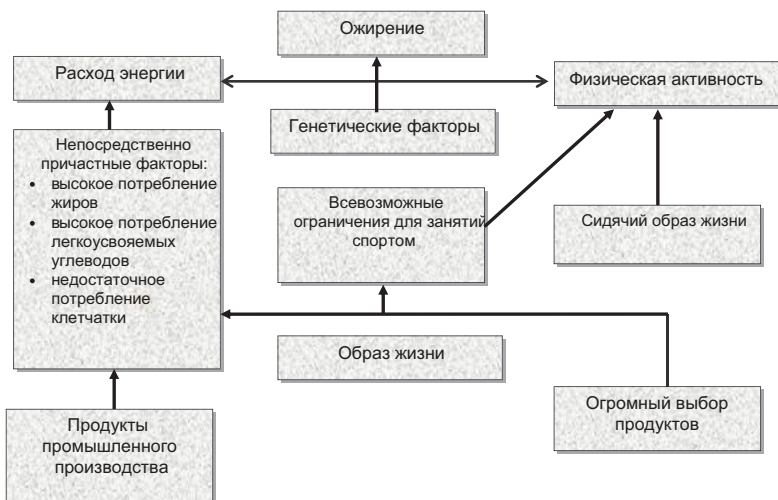 Ожирение
Расход энергии
Физическая активность
Генетические факторы
Непосредственно
причастные факторы:
• высокое потребление
жиров
• высокое потребление
легкоусвояемых
углеводов
• недостаточное
потребление
клетчатки
Всевозможные
ограничения для занятий
спортом
Сидячий образ жизни
Образ жизни
Огромный выбор
продуктов
Продукты
промышленного
производства